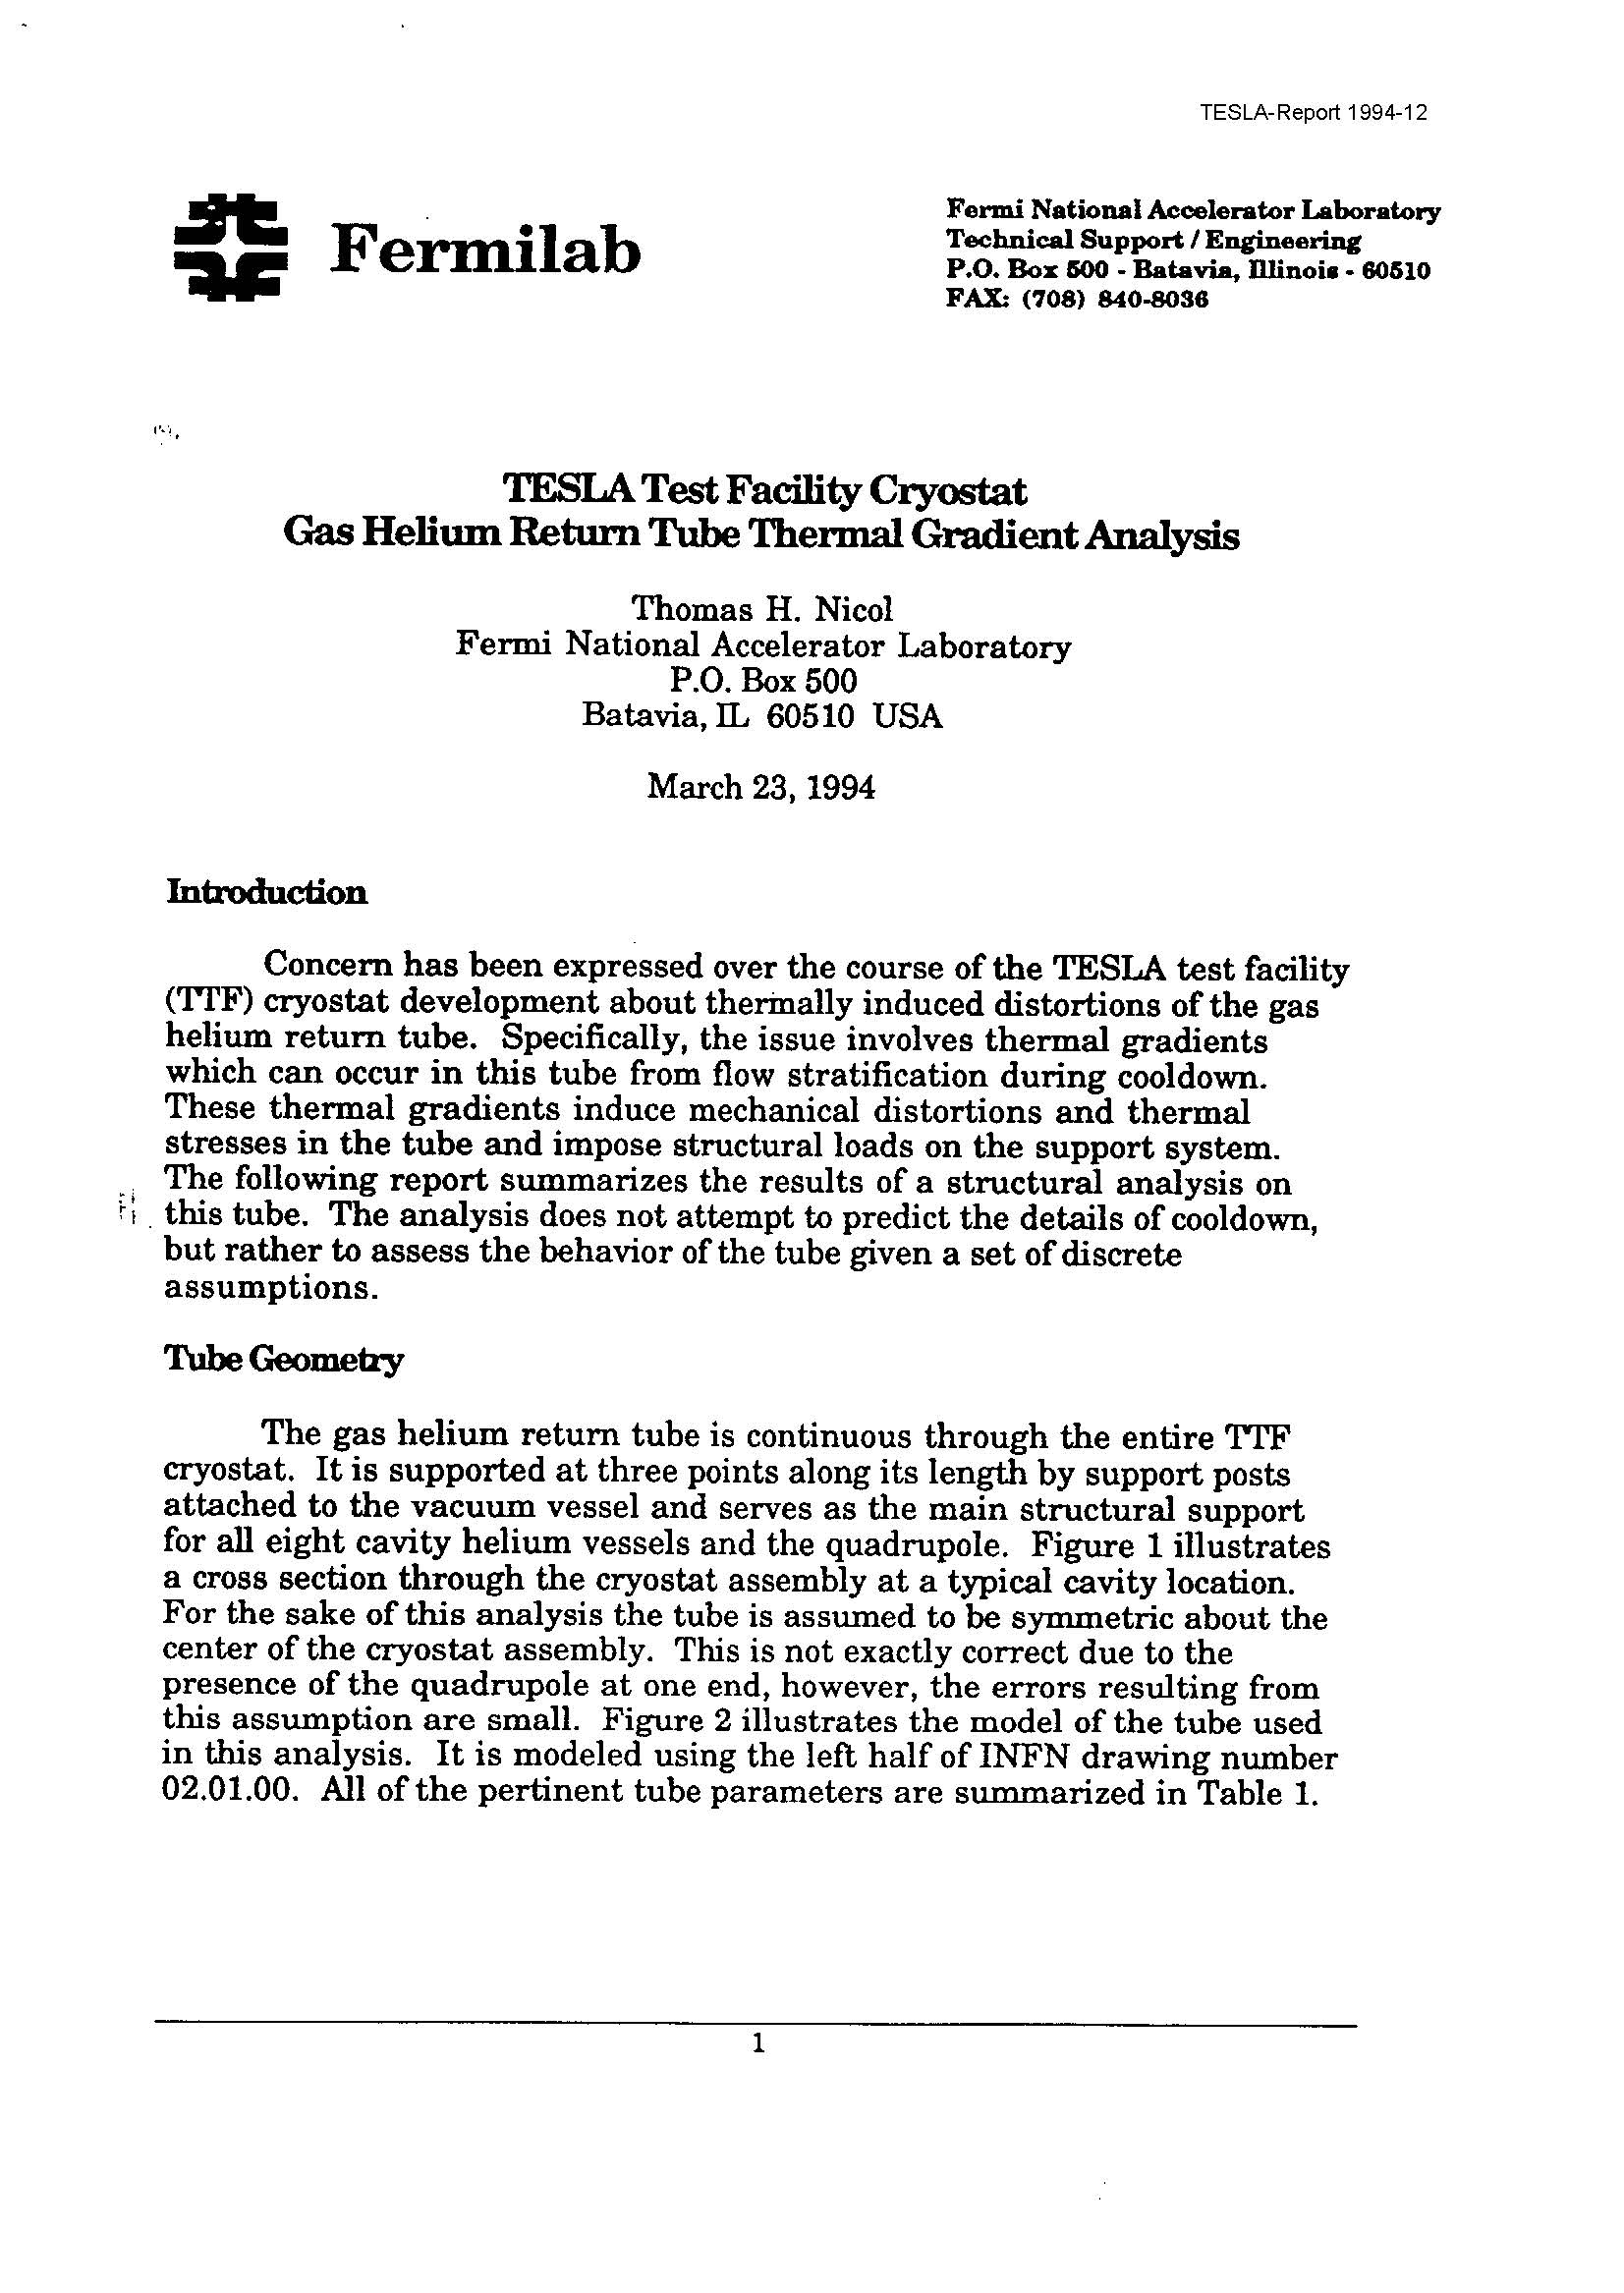 TESLA-Report 1994-12
Fermilab
Fermi National Accelerator Laboratory
Technical Support / Engineering
P.O. Box 500 - Batavia, Illinois - 60510
FAX: (708) 840-8036
TESLA Test Facility Cryostat
Gas Helium Return Tube Thermal Gradient Analysis
Thomas H. Nicol
Fermi National Accelerator Laboratory
P.O. Box 500
Batavia, IL 60510 USA
March 23, 1994
Introduction
Concern has been expressed over the course of the TESLA test facility
(TTF) cryostat development about thermally induced distortions of the gas
helium return tube. Specifically, the issue involves thermal gradients
which can occur in this tube from flow stratification during cooldown.
These thermal gradients induce mechanical distortions and thermal
stresses in the tube and impose structural loads on the support system.
The following report summarizes the results of a structural analysis on
this tube. The analysis does not attempt to predict the details of cooldown,
but rather to assess the behavior of the tube given a set of discrete
assumptions.
Tube Geometry
The gas helium return tube is continuous through the entire TTF
cryostat. It is supported at three points along its length by support posts
attached to the vacuum vessel and serves as the main structural support
for all eight cavity helium vessels and the quadrupole. Figure 1 illustrates
a cross section through the cryostat assembly at a typical cavity location.
For the sake of this analysis the tube is assumed to be symmetric about the
center of the cryostat assembly. This is not exactly correct due to the
presence of the quadrupole at one end, however, the errors resulting from
this assumption are small. Figure 2 illustrates the model of the tube used
in this analysis. It is modeled using the left half of INFN drawing number
02.01.00. All of the pertinent tube parameters are summarized in Table 1.
1